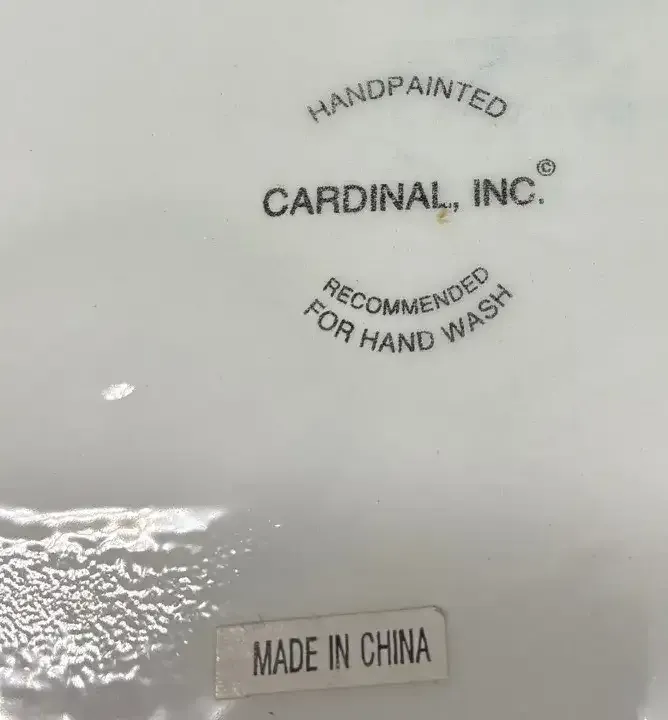 HANDPAINTED
CARDINAL, INC.©
RECOMMENDED
FOR HAND WASH
MADE IN CHINA